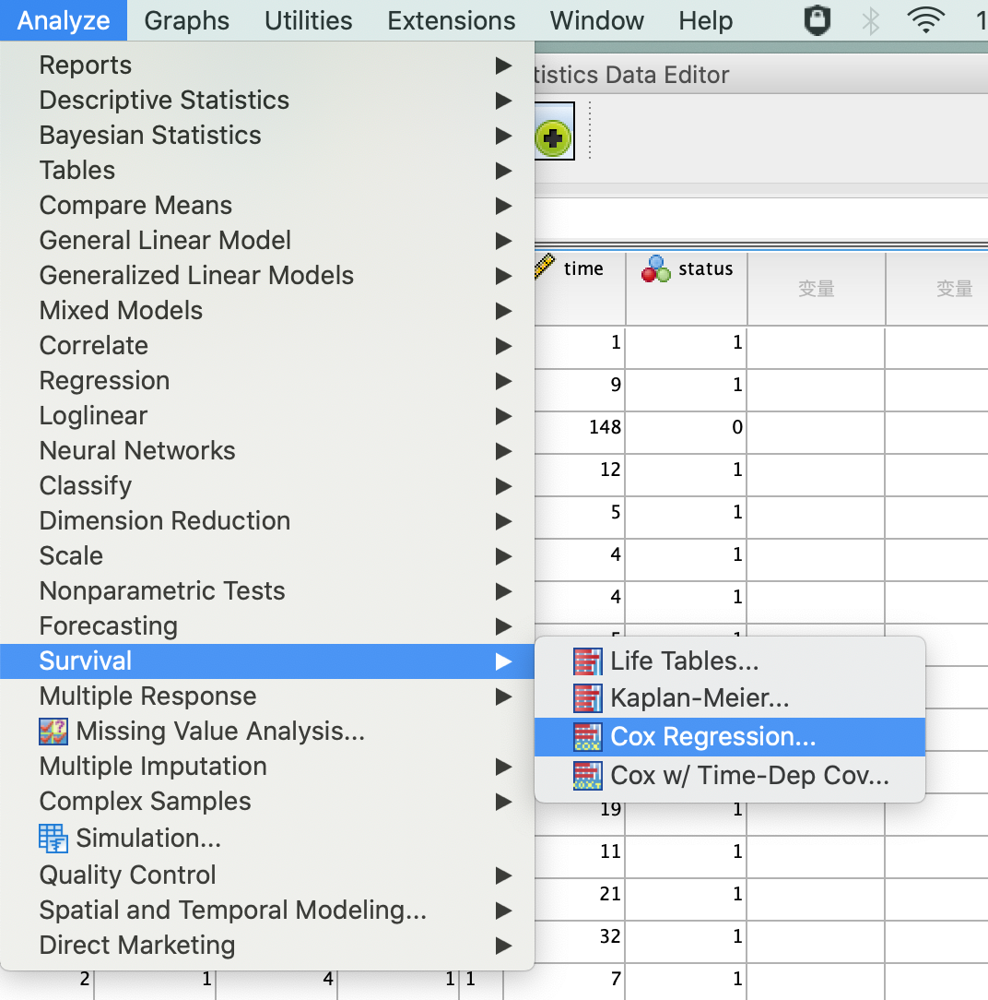 Analyze Graphs Utilities Extensions Window Help
tistics Data Editor
Reports
Descriptive Statistics
Bayesian Statistics
Tables
Compare Means
General Linear Model
Generalized Linear Models
Mixed Models
Correlate
Regression
Loglinear
Neural Networks
Classify
Dimension Reduction
Scale
Nonparametric Tests
Forecasting
Survival
Multiple Response
Missing Value Analysis...
Multiple Imputation
Complex Samples
Simulation...
Quality Control
Spatial and Temporal Modeling...
Direct Marketing
Life Tables...
Kaplan-Meier...
Cox Regression...
COX
Cox w/ Time-Dep Cov...
time status 变量 变量
1 1
9 1
148 0
12 1
5 1
4 1
4 1
19 1
11 1
21 1
32 1
2 1 4 1 1 7 1